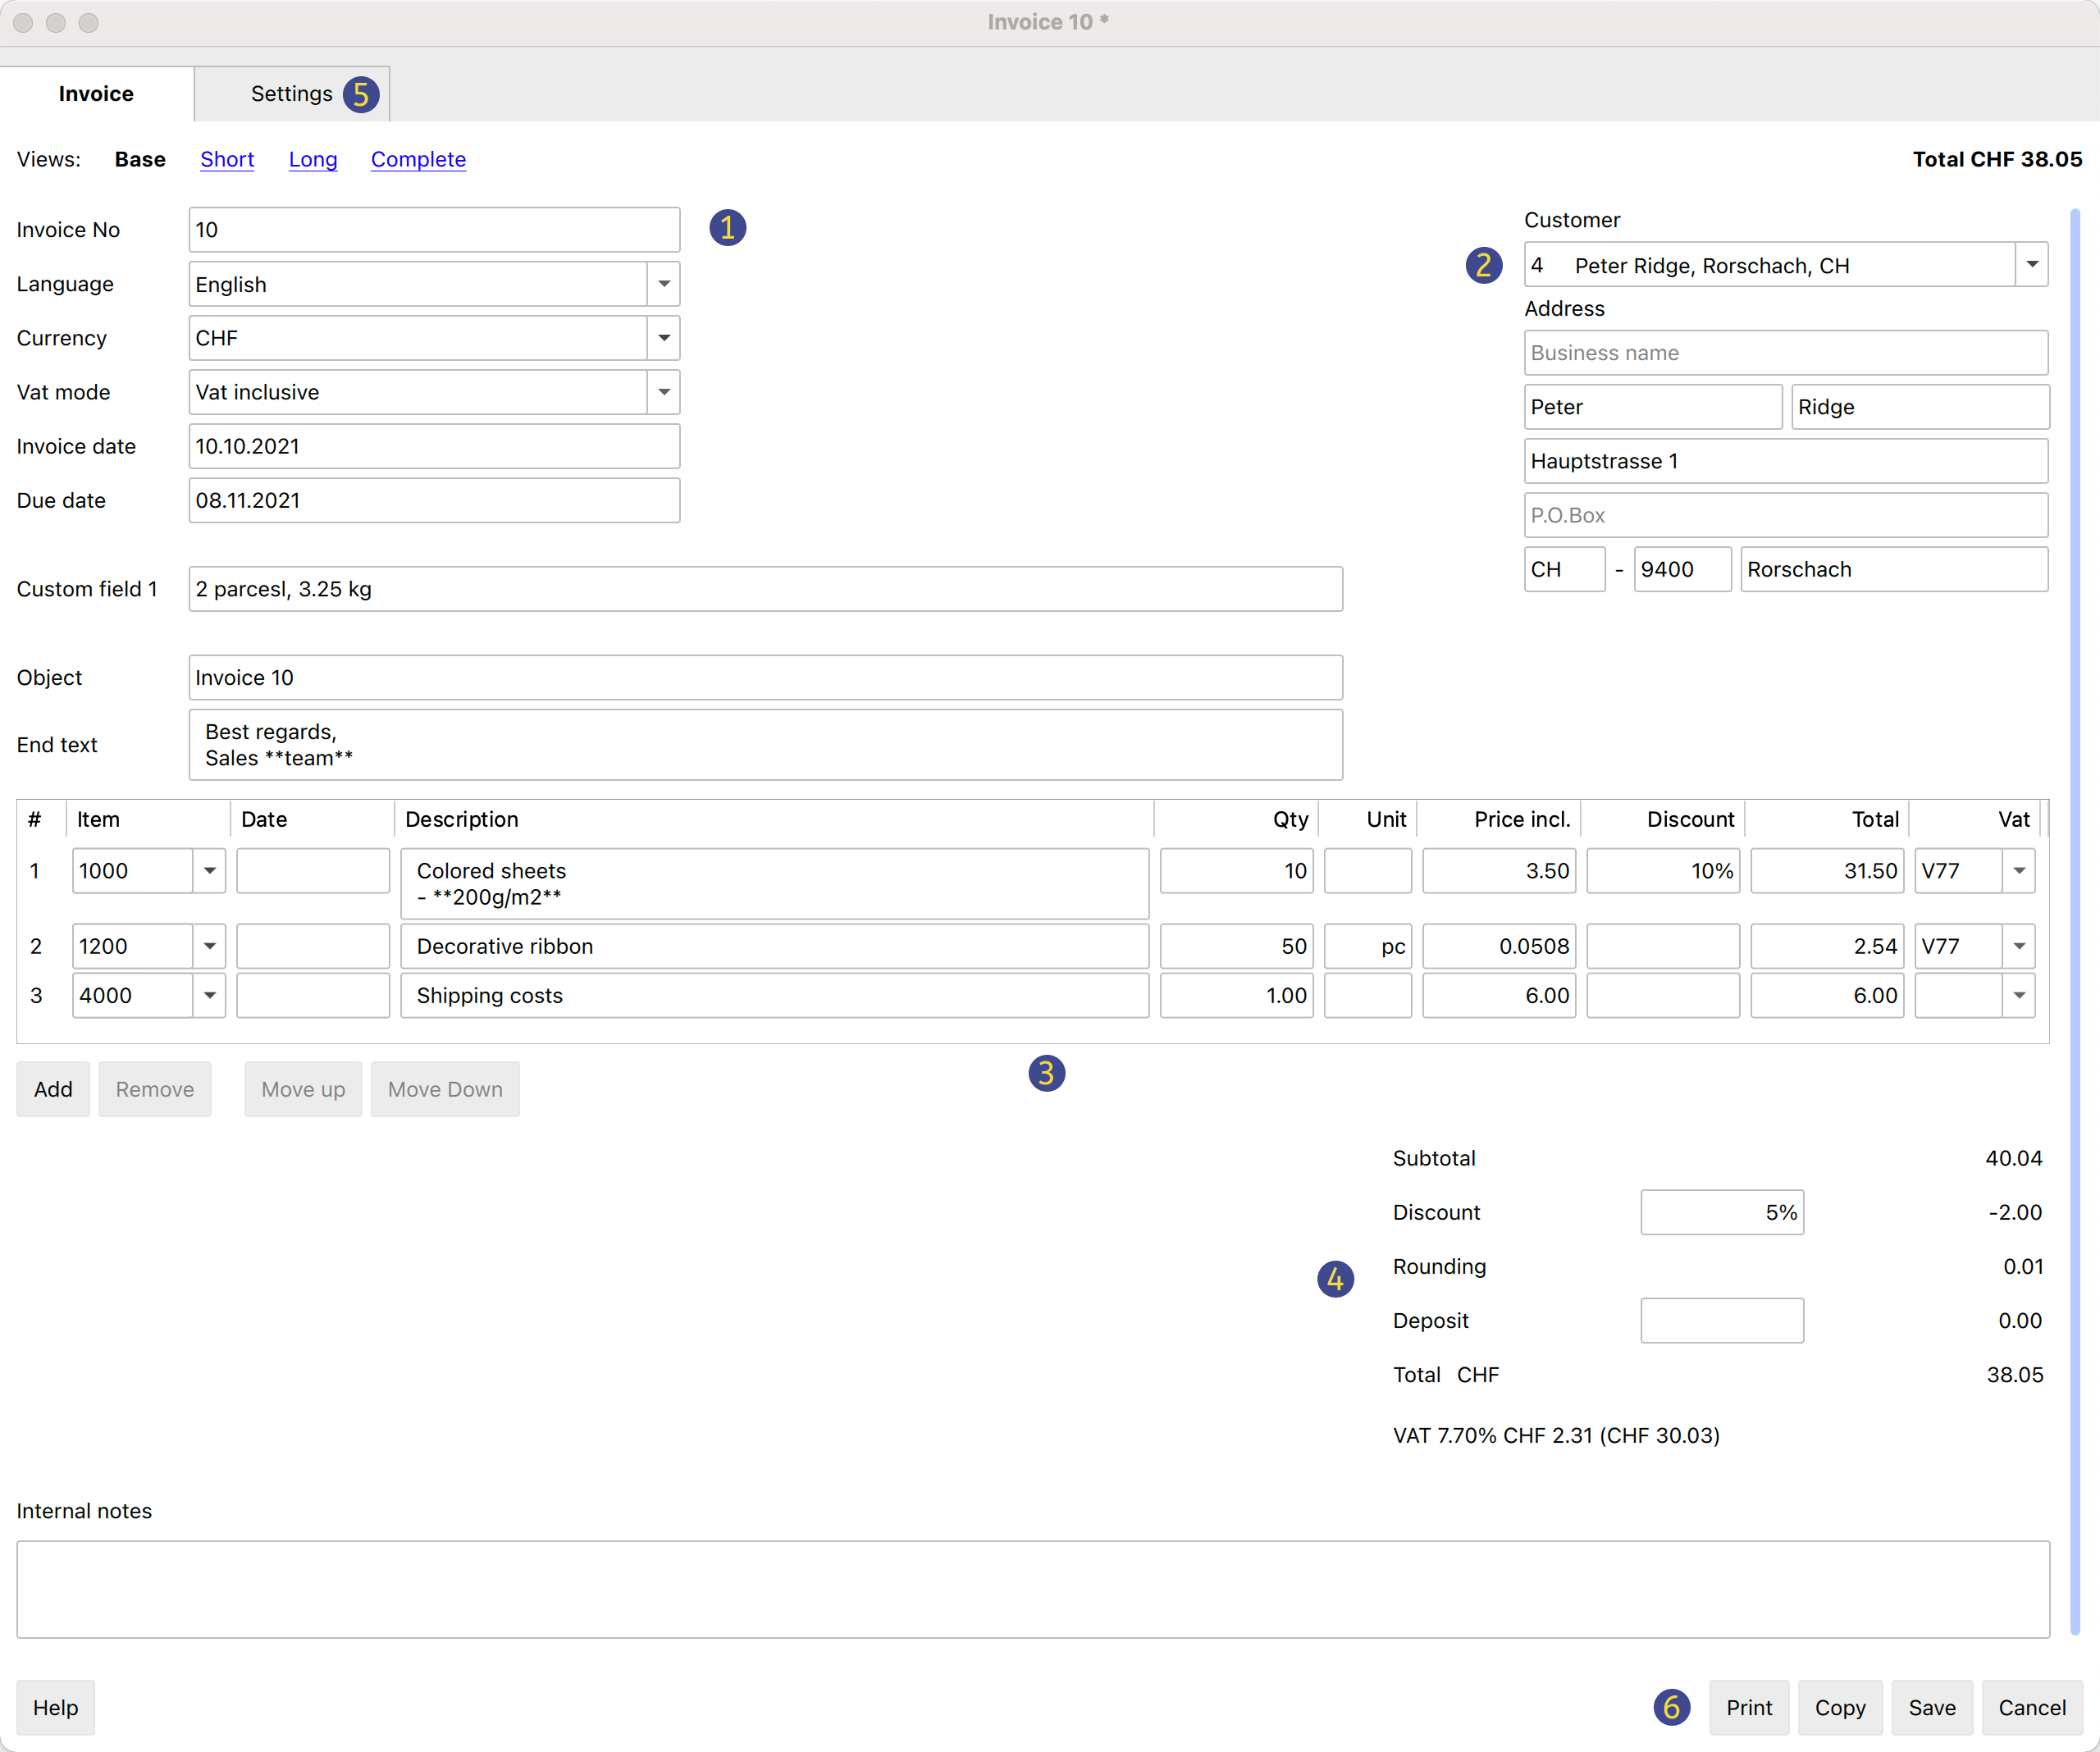 Invoice 10 *
Invoice Settings 5
Views: Base Short Long Complete Total CHF 38.05
Invoice No 10 1
Language English
Currency CHF
Vat mode Vat inclusive
Invoice date 10.10.2021
Due date 08.11.2021
Customer
2 4 Peter Ridge, Rorschach, CH
Address
Business name
Peter Ridge
Hauptstrasse 1
P.O.Box
CH - 9400 Rorschach
Custom field 1 2 parcesl, 3.25 kg
Object Invoice 10
End text Best regards,
Sales **team**
# Item Date Description Qty Unit Price incl. Discount Total Vat
1 1000 Colored sheets 10 3.50 10% 31.50 V77
- **200g/m2**
2 1200 Decorative ribbon 50 pc 0.0508 2.54 V77
3 4000 Shipping costs 1.00 6.00 6.00
Add Remove Move up Move Down 3
Subtotal 40.04
Discount 5% -2.00
4 Rounding 0.01
Deposit 0.00
Total CHF 38.05
VAT 7.70% CHF 2.31 (CHF 30.03)
Internal notes
Help 6 Print Copy Save Cancel